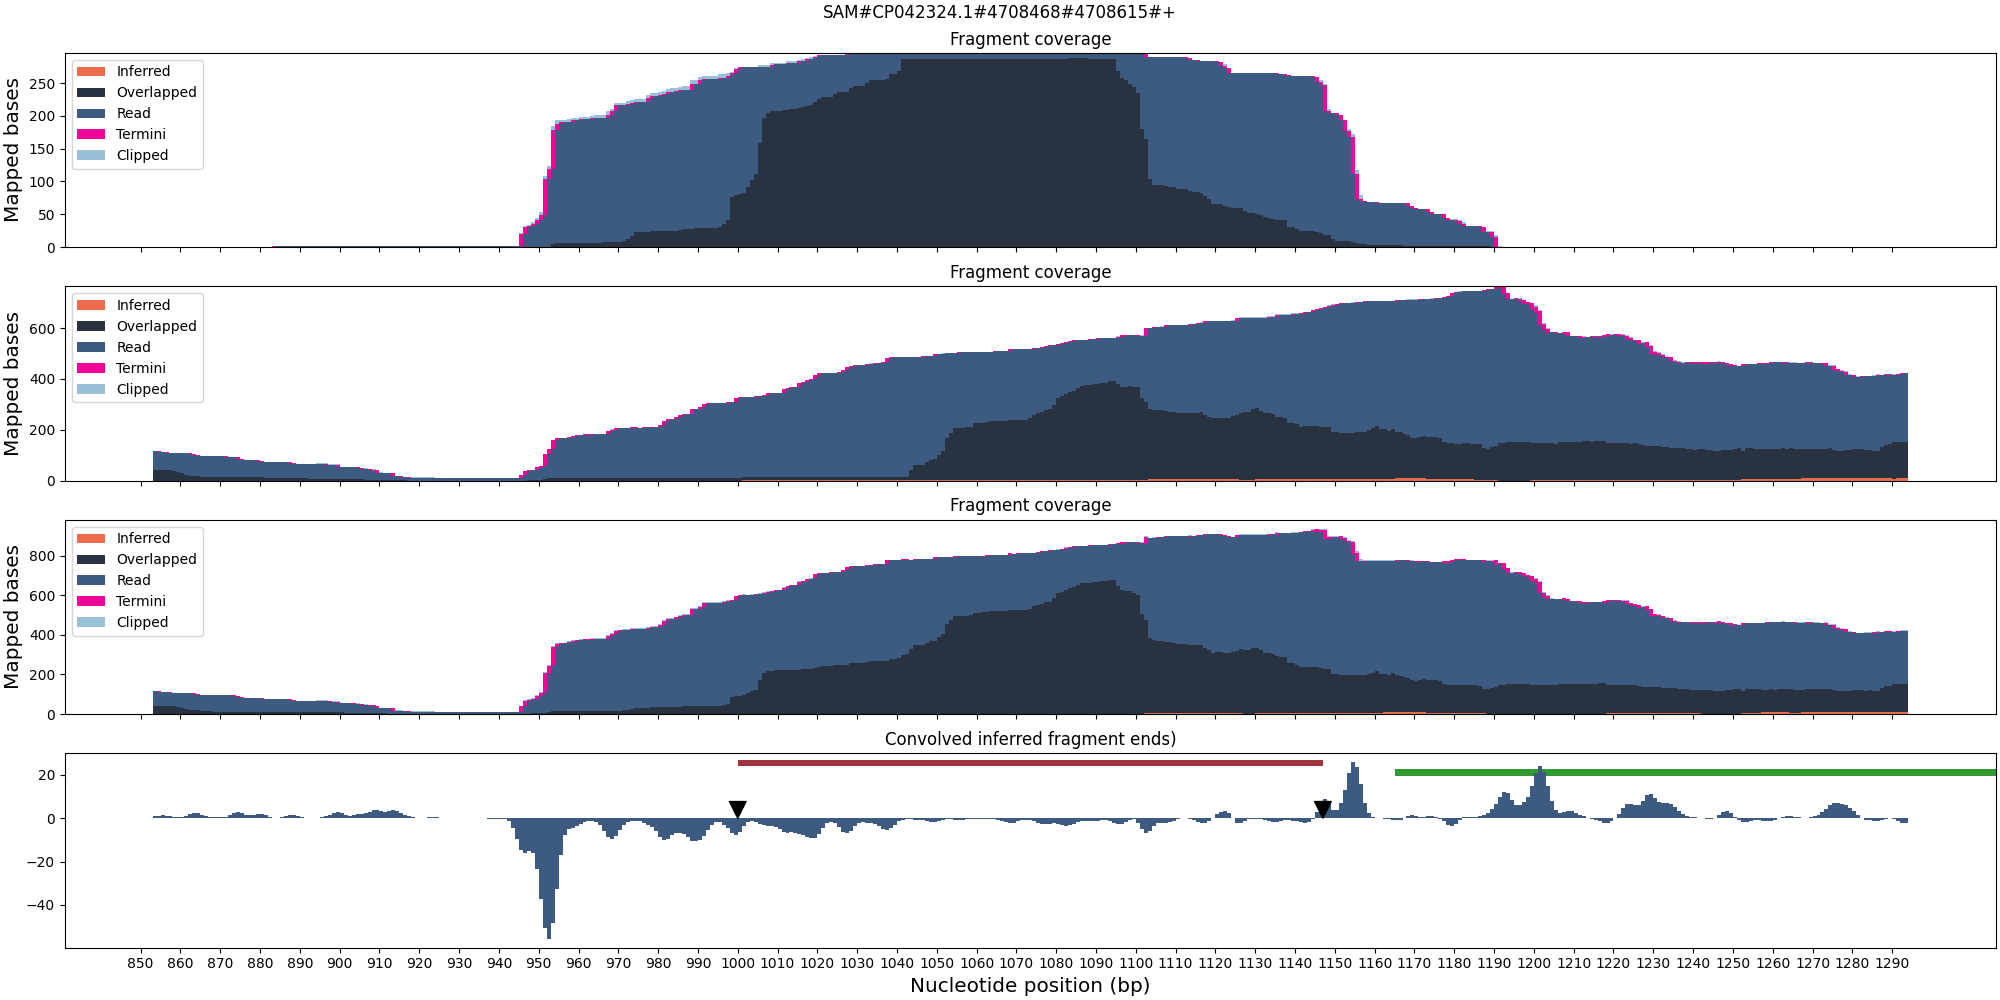 SAM#CP042324.1#4708468#4708615#+
Fragment coverage
Mapped bases
250
200
150
100
50
0
Inferred
Overlapped
Read
Termini
Clipped
Fragment coverage
Mapped bases
600
400
200
0
Inferred
Overlapped
Read
Termini
Clipped
Fragment coverage
Mapped bases
800
600
400
200
0
Inferred
Overlapped
Read
Termini
Clipped
Convolved inferred fragment ends)
20
0
−20
−40
850 860 870 880 890 900 910 920 930 940 950 960 970 980 990 1000 1010 1020 1030 1040 1050 1060 1070 1080 1090 1100 1110 1120 1130 1140 1150 1160 1170 1180 1190 1200 1210 1220 1230 1240 1250 1260 1270 1280 1290
Nucleotide position (bp)